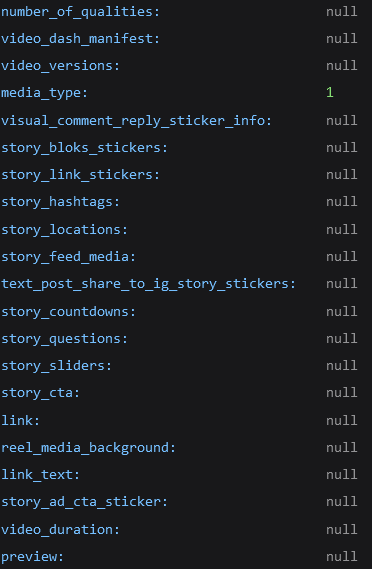 number_of_qualities: null
video_dash_manifest: null
video_versions: null
media_type: 1
visual_comment_reply_sticker_info: null
story_bloks_stickers: null
story_link_stickers: null
story_hashtags: null
story_locations: null
story_feed_media: null
text_post_share_to_ig_story_stickers: null
story_countdowns: null
story_questions: null
story_sliders: null
story_cta: null
link: null
reel_media_background: null
link_text: null
story_ad_cta_sticker: null
video_duration: null
preview: null